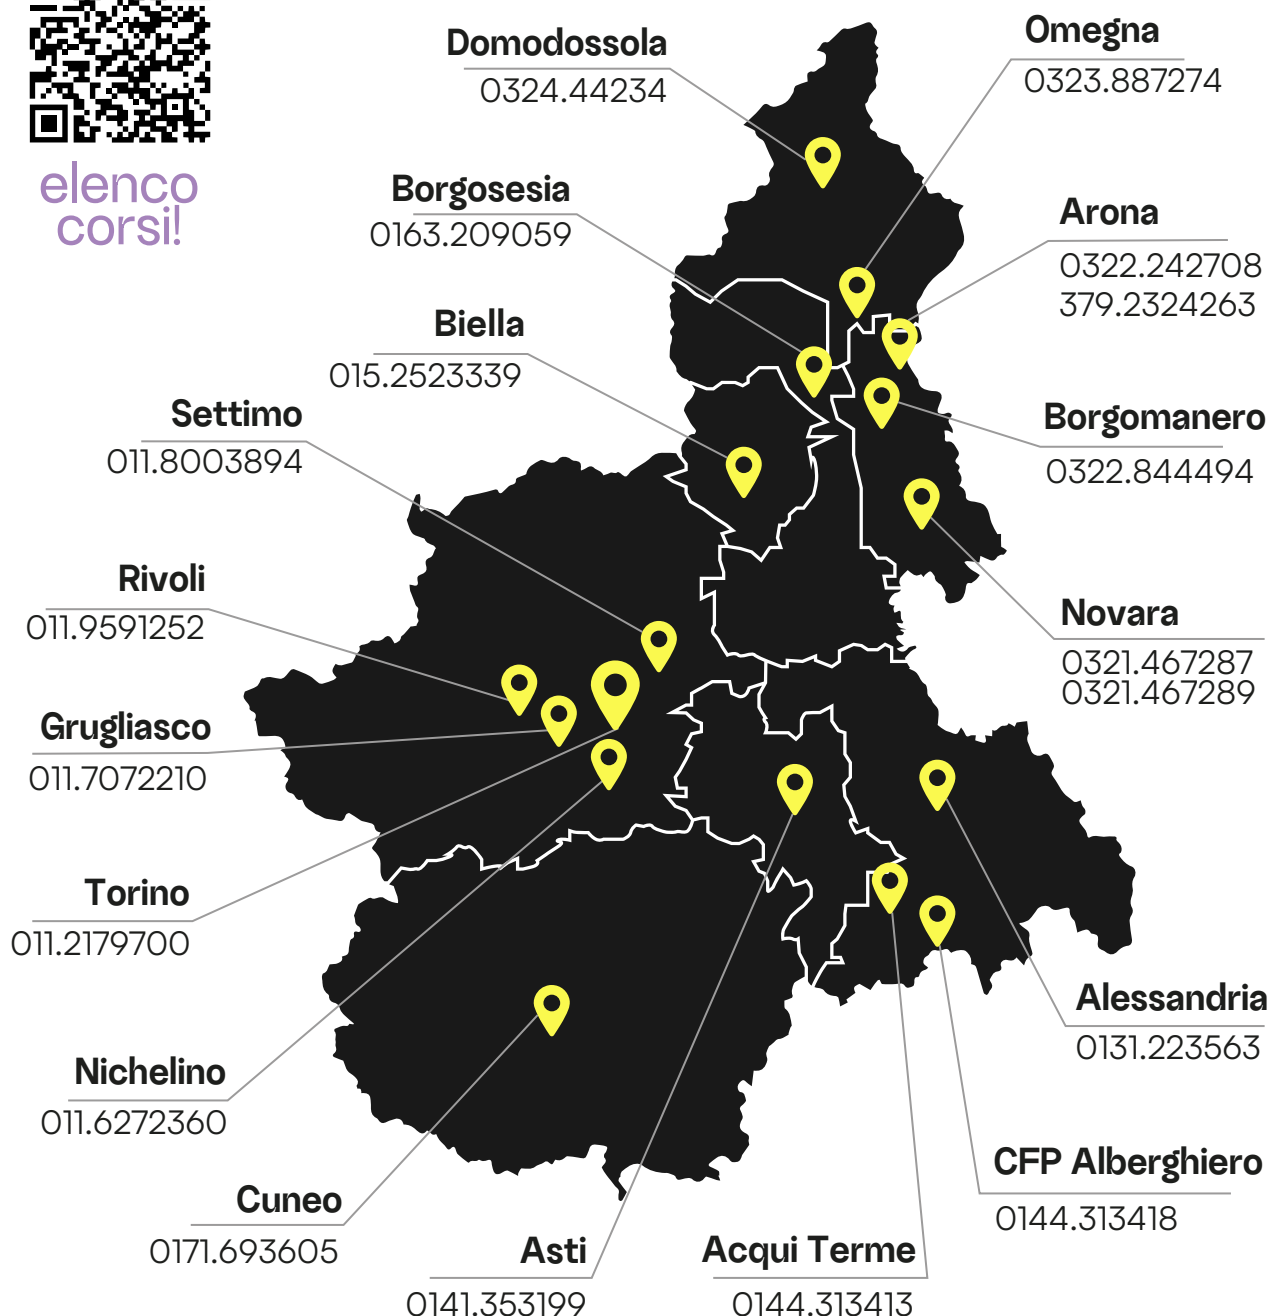 elenco
corsi!
Domodossola
0324.44234
Omegna
0323.887274
Borgosesia
0163.209059
Arona
0322.242708
379.2324263
Biella
015.2523339
Settimo
011.8003894
Borgomanero
0322.844494
Rivoli
011.9591252
Novara
0321.467287
0321.467289
Grugliasco
011.7072210
Torino
011.2179700
Alessandria
0131.223563
Nichelino
011.6272360
CFP Alberghiero
0144.313418
Cuneo
0171.693605
Asti
0141.353199
Acqui Terme
0144.313413